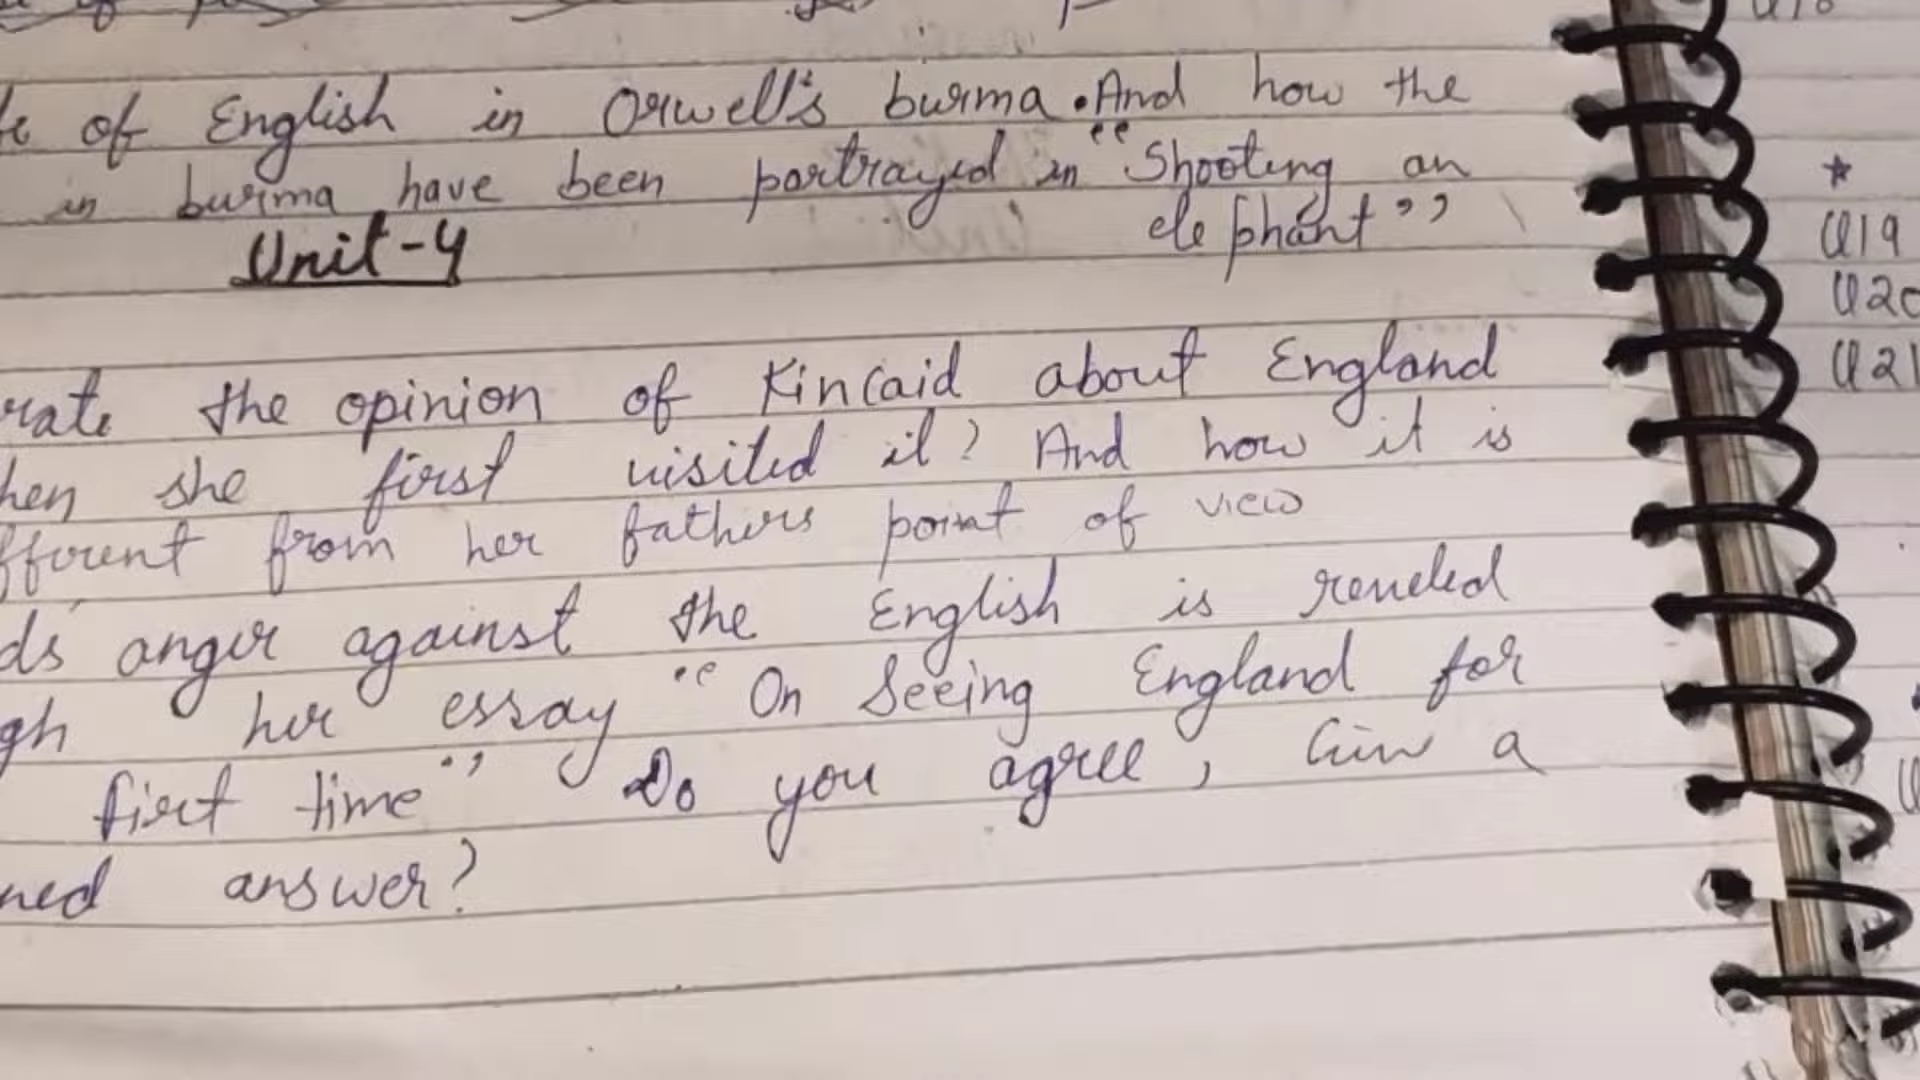 of English in Orwell's burma. And how the
in burma have been portrayed in "Shooting an
elephant"
Unit-4
rate the opinion of Kincaid about England
hen she first visited it? And how it is
fferent from her fathers point of view
ds anger against the English is
gh her essay "On Seeing England for
first time" Do you agree, Give a
ned answer?
★
Q19
Q20
Q21